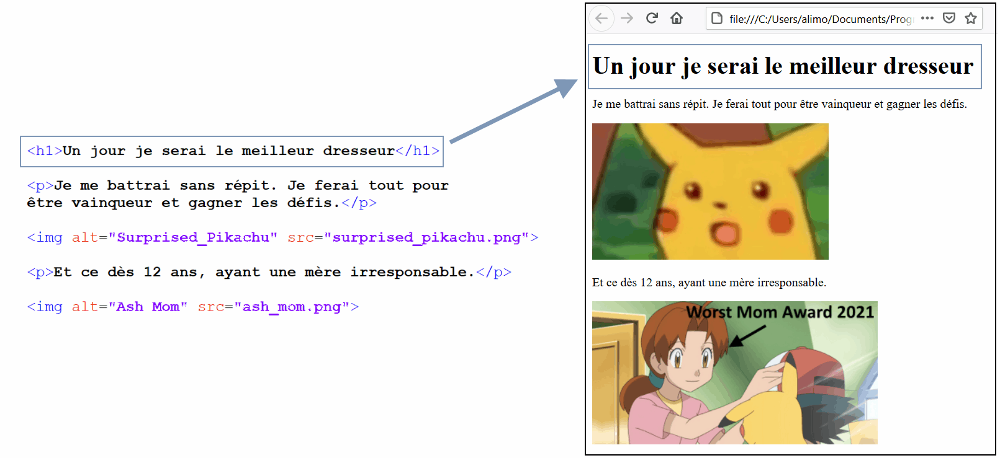 <h1>Un jour je serai le meilleur dresseur</h1>
<p>Je me battrai sans répit. Je ferai tout pour
être vainqueur et gagner les défis.</p>
<img alt="Surprised_Pikachu" src="surprised_pikachu.png">
<p>Et ce dès 12 ans, ayant une mère irresponsable.</p>
<img alt="Ash Mom" src="ash_mom.png">
file:///C:/Users/alimo/Documents/Progr
Un jour je serai le meilleur dresseur
Je me battrai sans répit. Je ferai tout pour être vainqueur et gagner les défis.
Et ce dès 12 ans, ayant une mère irresponsable.
Worst Mom Award 2021